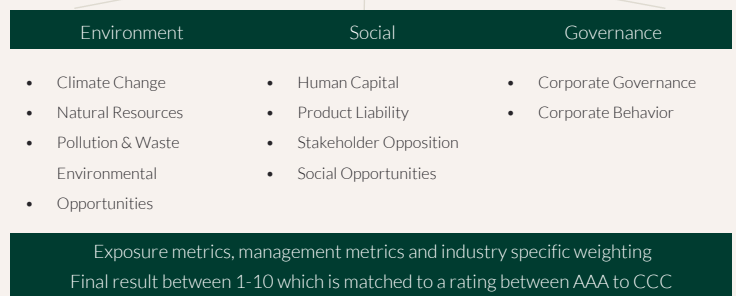 Environment
Social
Governance
• Climate Change
• Natural Resources
• Pollution & Waste
Environmental
• Opportunities
• Human Capital
• Product Liability
• Stakeholder Opposition
• Social Opportunities
• Corporate Governance
• Corporate Behavior
Exposure metrics, management metrics and industry specific weighting
Final result between 1-10 which is matched to a rating between AAA to CCC